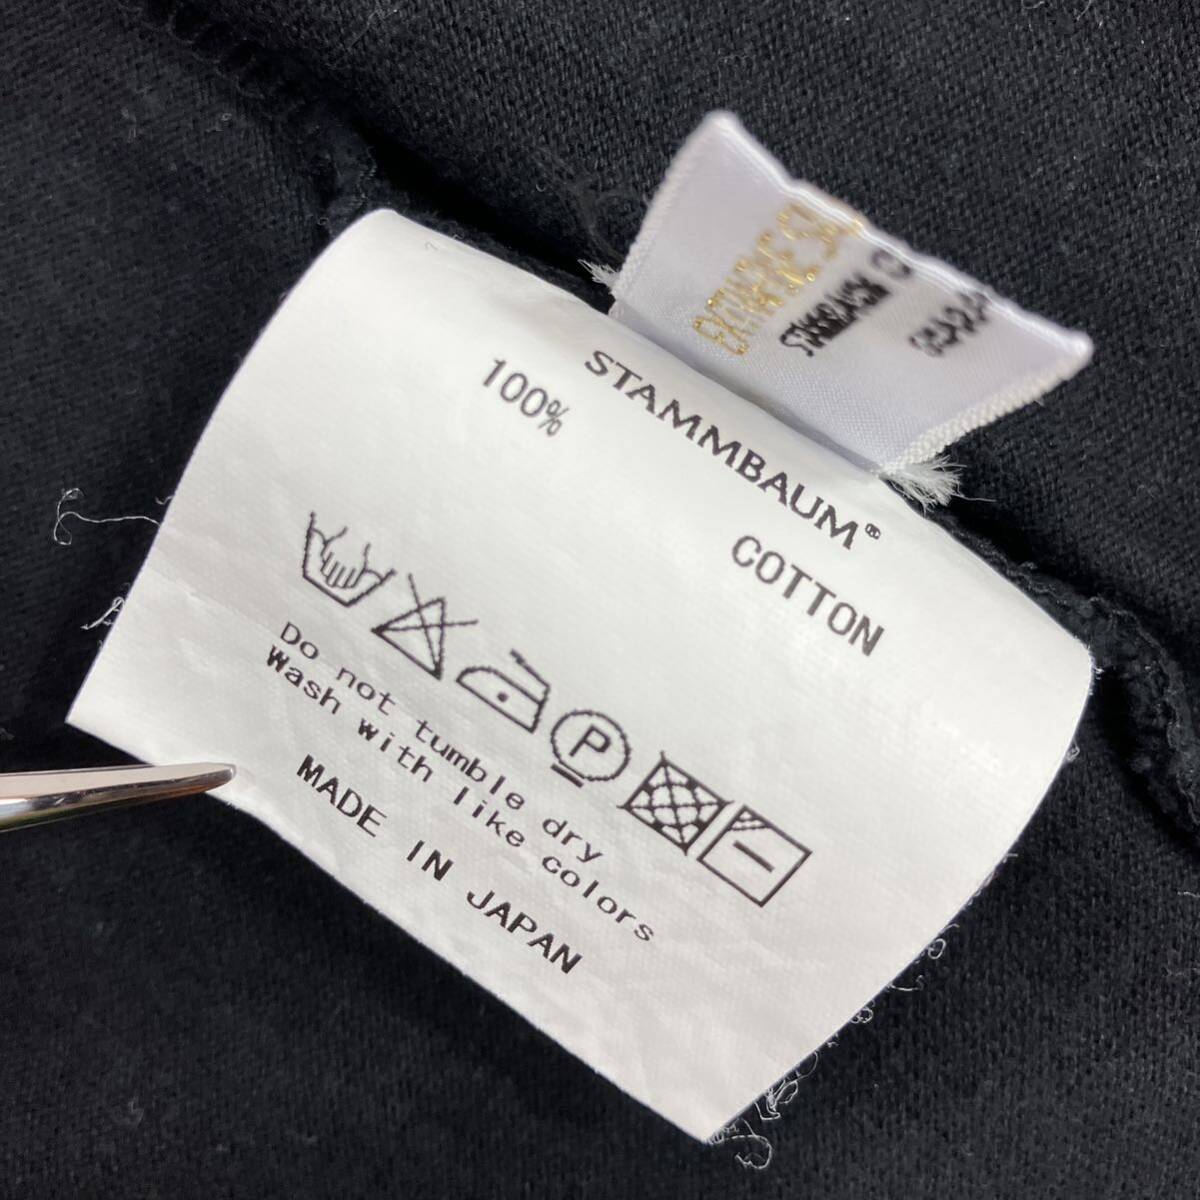 STAMMBAUM®
100% COTTON
P
Do not tumble dry
Wash with like colors
MADE IN JAPAN